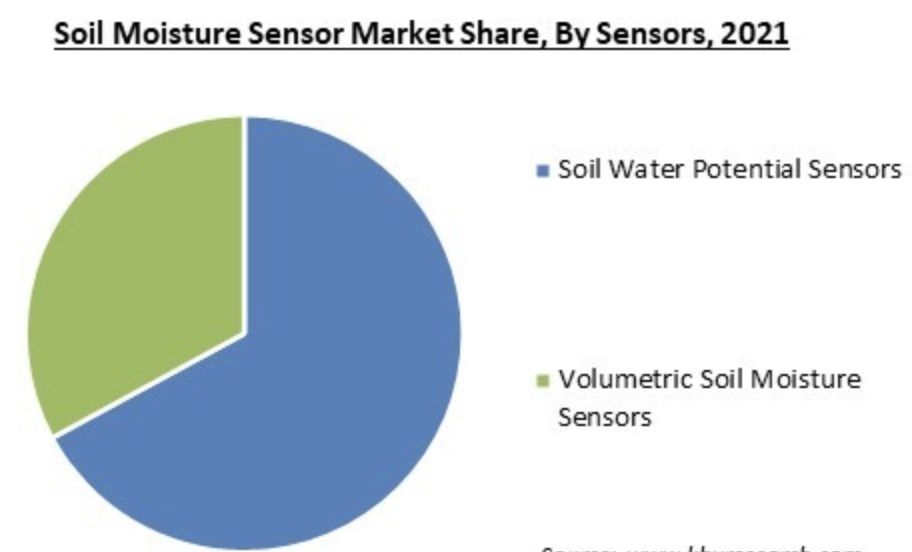 Soil Moisture Sensor Market Share, By Sensors, 2021
Soil Water Potential Sensors
Volumetric Soil Moisture
Sensors